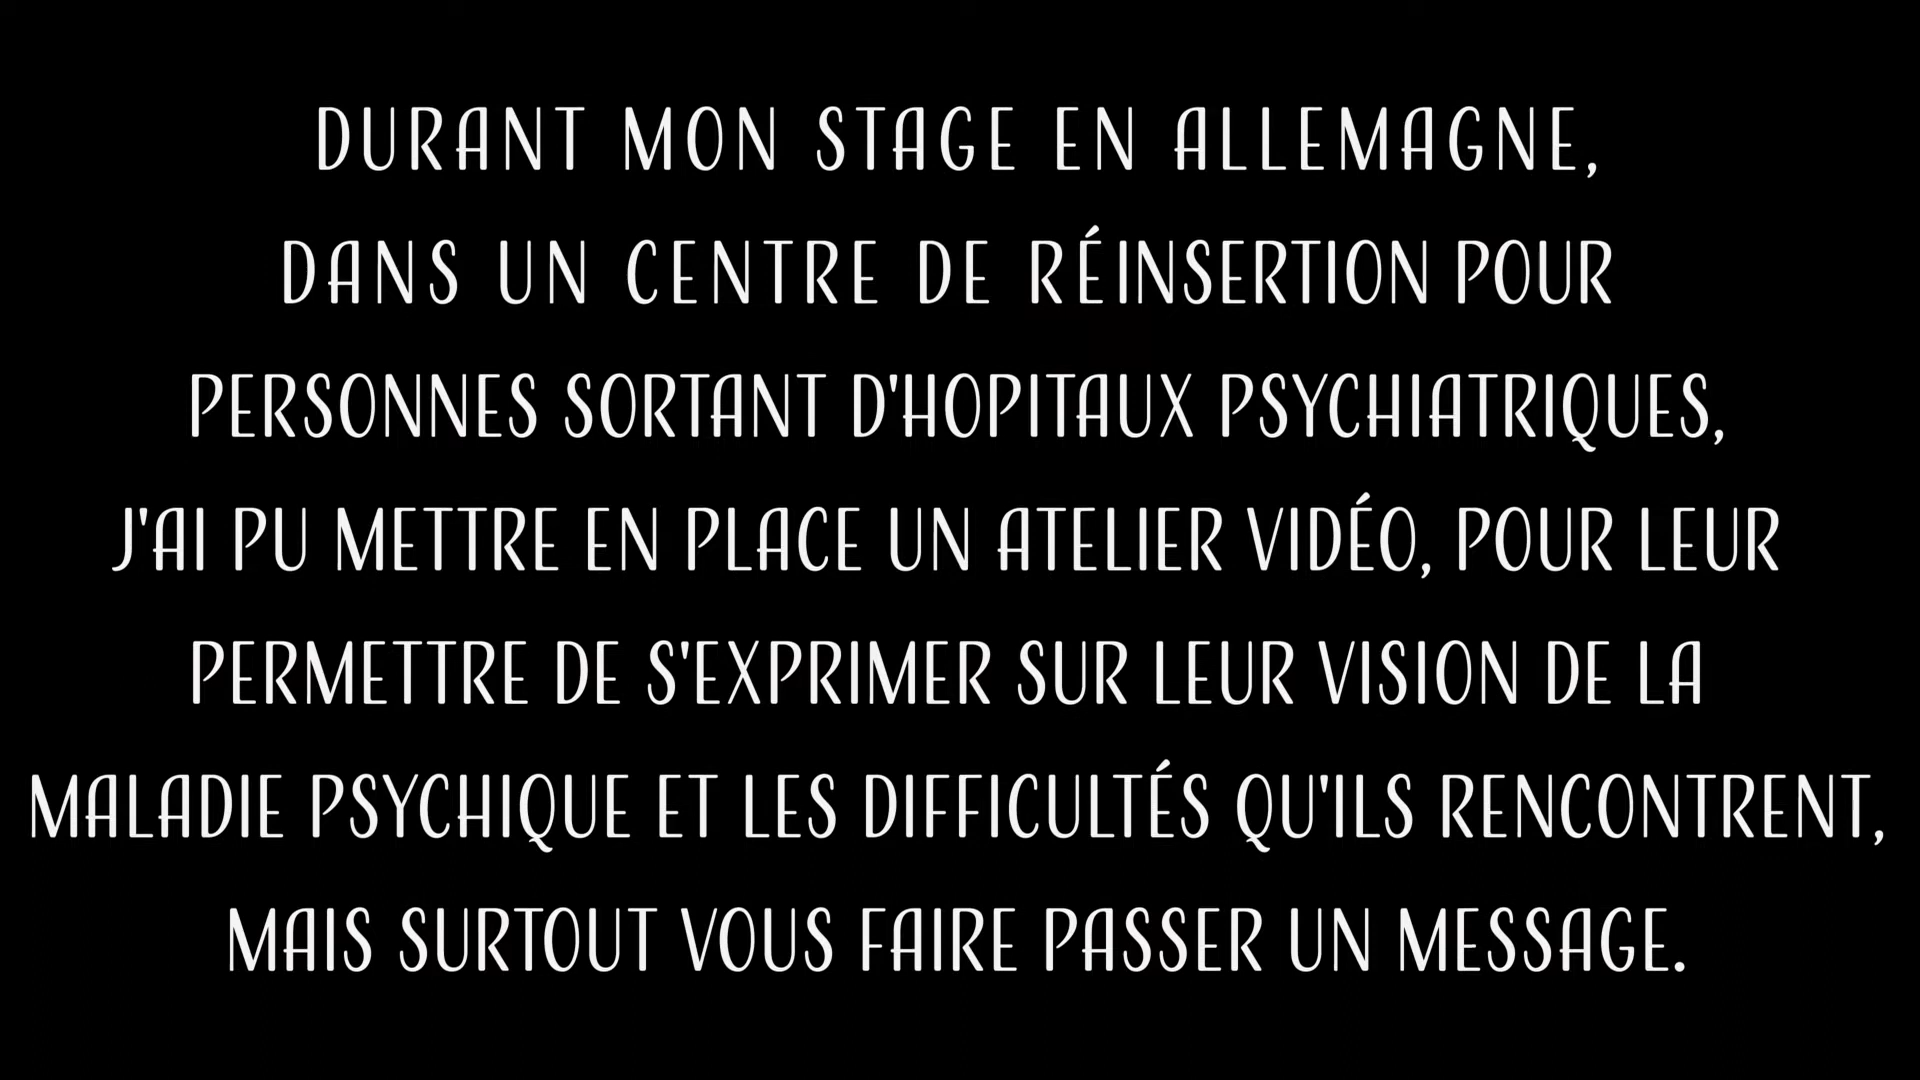 DURANT MON STAGE EN ALLEMAGNE,
DANS UN CENTRE DE RÉINSERTION POUR
PERSONNES SORTANT D'HOPITAUX PSYCHIATRIQUES,
J'AI PU METTRE EN PLACE UN ATELIER VIDÉO, POUR LEUR
PERMETTRE DE S'EXPRIMER SUR LEUR VISION DE LA
MALADIE PSYCHIQUE ET LES DIFFICULTÉS QU'ILS RENCONTRENT,
MAIS SURTOUT VOUS FAIRE PASSER UN MESSAGE.